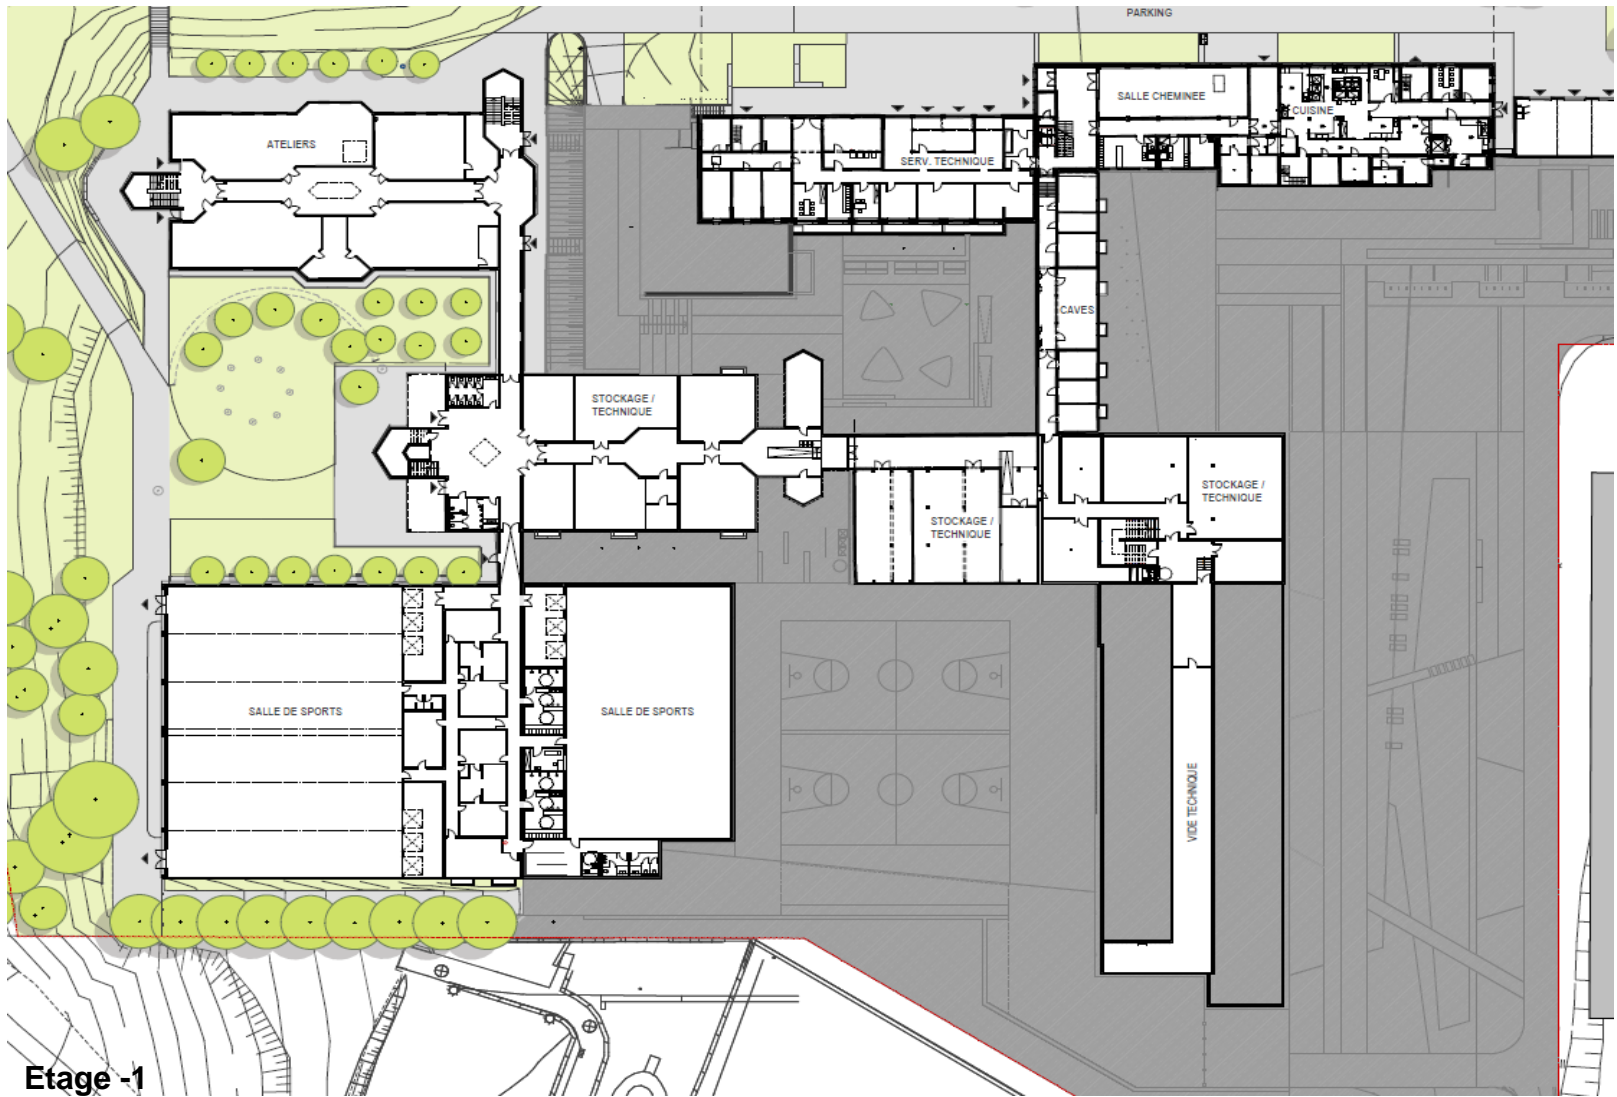 PARKING
SALLE CHEMINEE
CUISINE
ATELIERS
SERV. TECHNIQUE
CAVES
STOCKAGE /
TECHNIQUE
STOCKAGE /
TECHNIQUE
STOCKAGE /
TECHNIQUE
SALLE DE SPORTS
SALLE DE SPORTS
VIDE TECHNIQUE
Etage -1